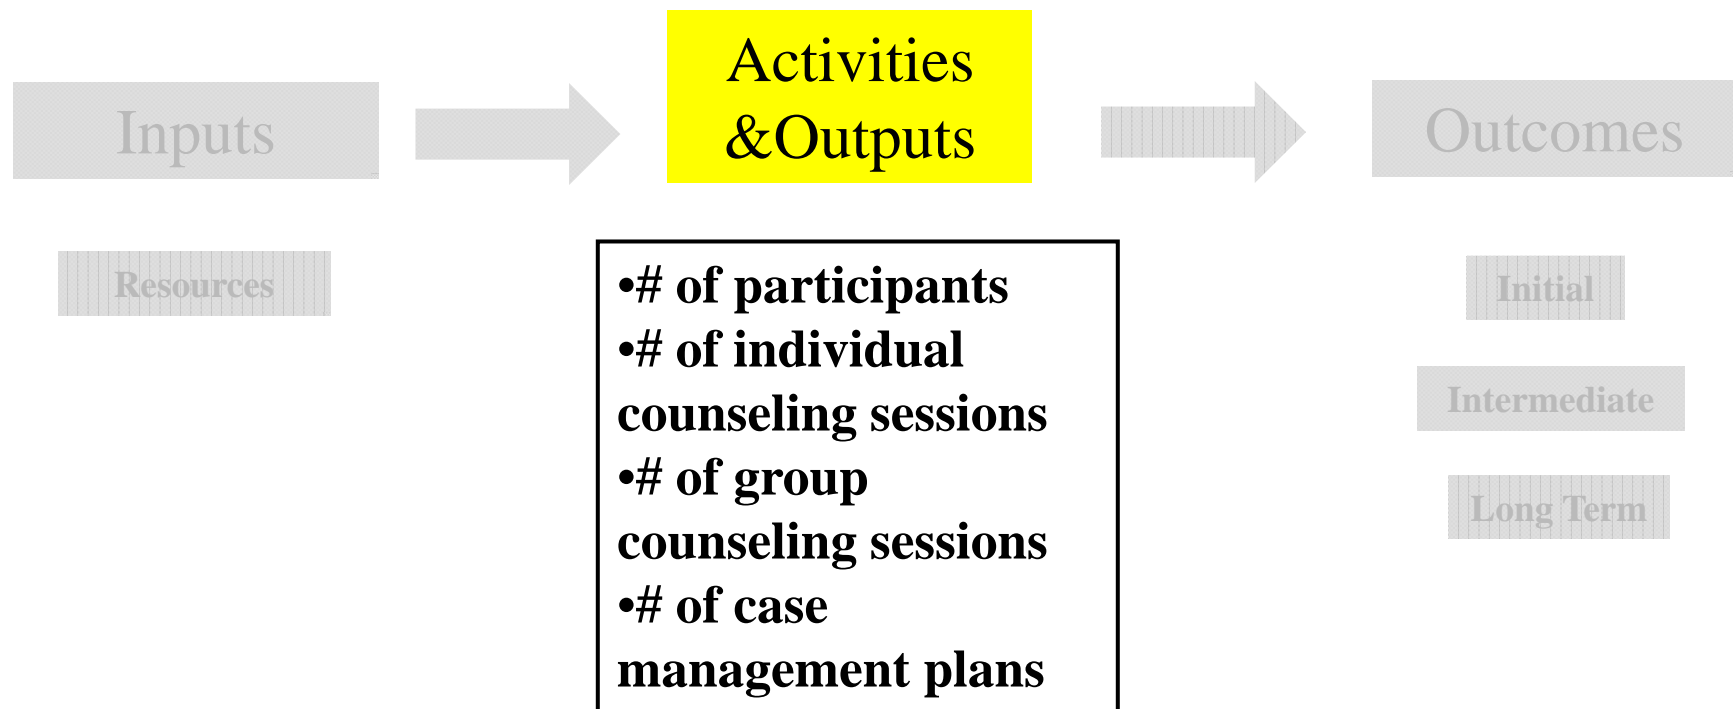 Inputs
Activities
&Outputs
Outcomes
Resources
•# of participants
•# of individual
counseling sessions
•# of group
counseling sessions
•# of case
management plans
Initial
Intermediate
Long Term